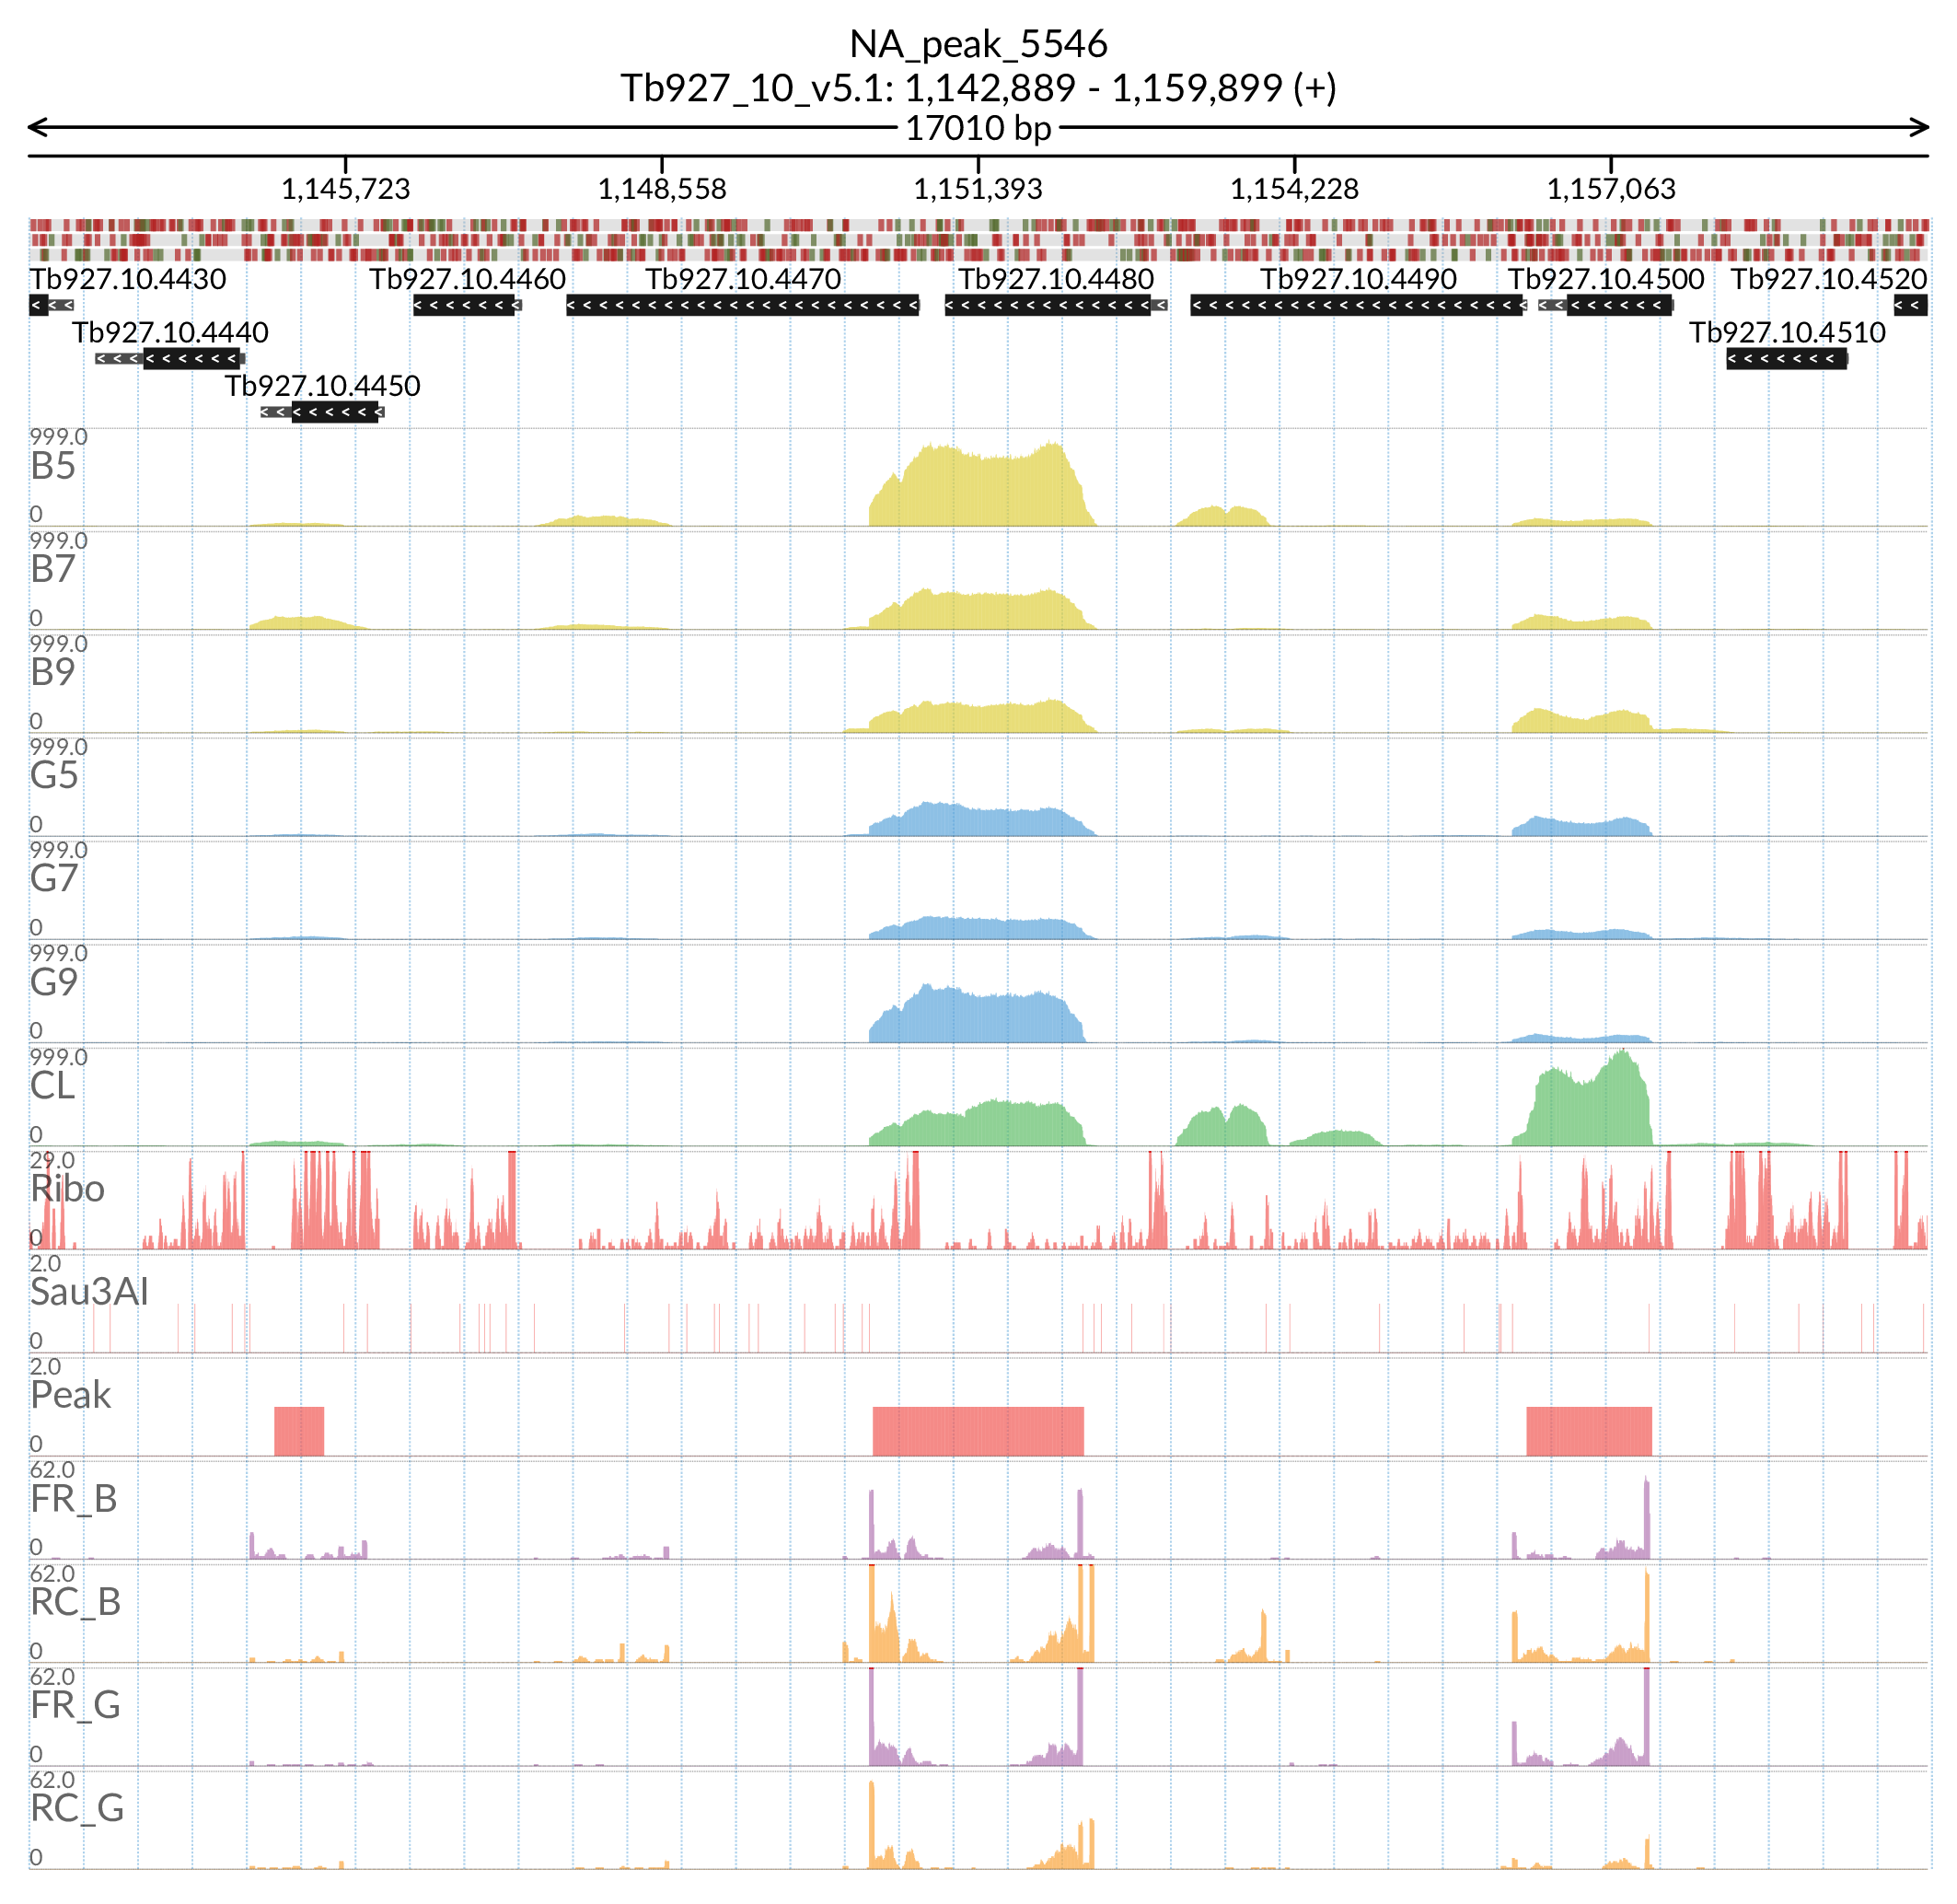 NA_peak_5546
Tb927_10_v5.1: 1,142,889 - 1,159,899 (+)
17010 bp
1,145,723 1,148,558 1,151,393 1,154,228 1,157,063
Tb927.10.4430 Tb927.10.4460 Tb927.10.4470 Tb927.10.4480 Tb927.10.4490 Tb927.10.4500 Tb927.10.4520
Tb927.10.4440 Tb927.10.4510
Tb927.10.4450
999.0
B5
0
999.0
B7
0
999.0
B9
0
999.0
G5
0
999.0
G7
0
999.0
G9
0
999.0
CL
0
29.0
Ribo
0
2.0
Sau3AI
0
2.0
Peak
0
62.0
FR_B
0
62.0
RC_B
0
62.0
FR_G
0
62.0
RC_G
0